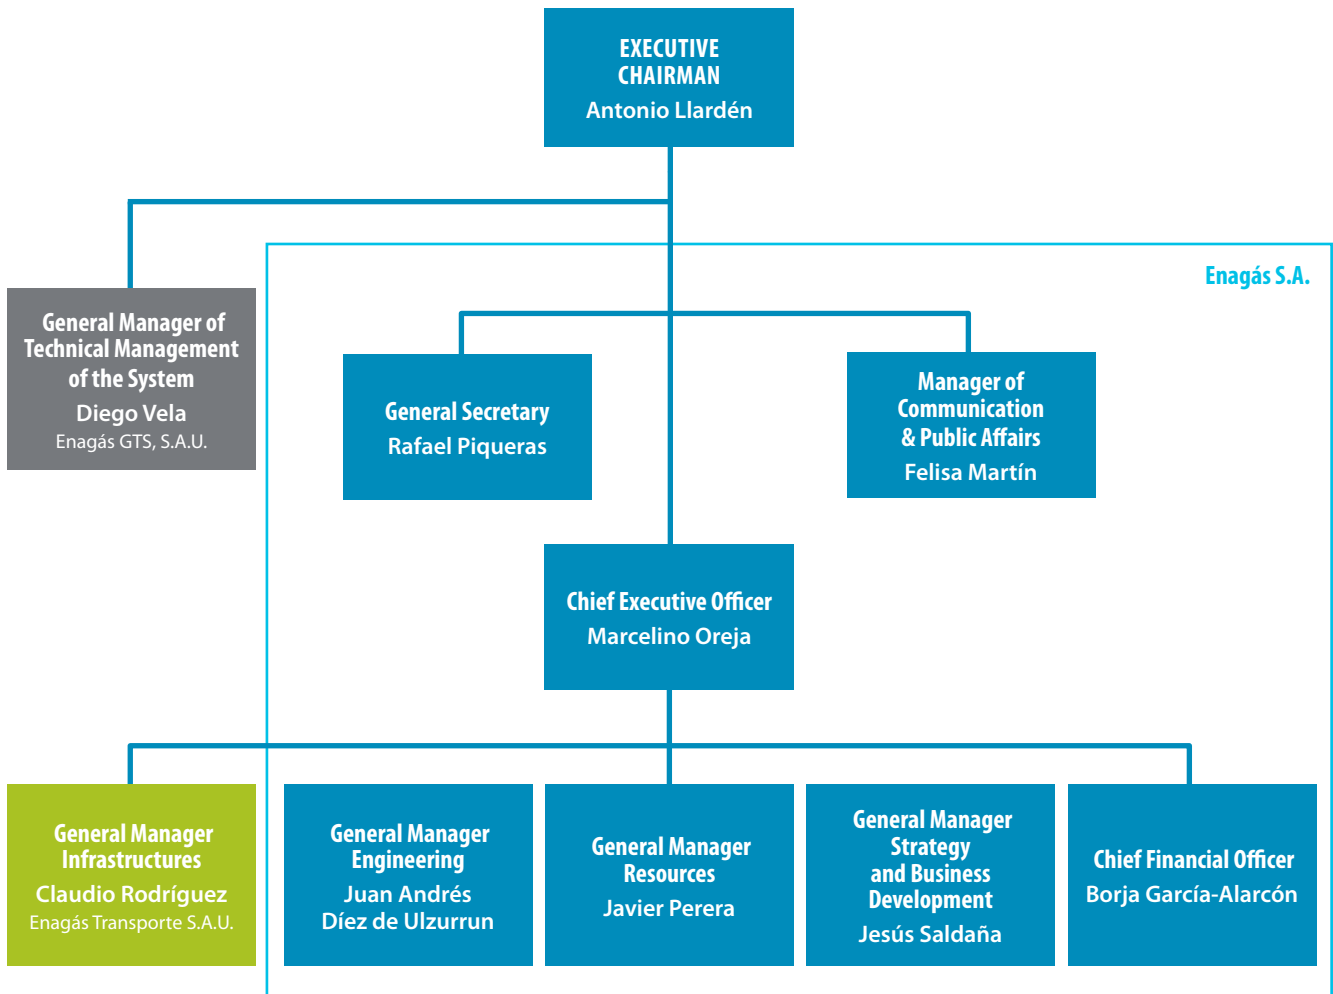 EXECUTIVE
CHAIRMAN
Antonio Llardén
Enagás S.A.
General Manager of
Technical Management
of the System
Diego Vela
Enagás GTS, S.A.U.
General Secretary
Rafael Piqueras
Manager of
Communication
& Public Affairs
Felisa Martín
Chief Executive Officer
Marcelino Oreja
General Manager
Infrastructures
Claudio Rodríguez
Enagás Transporte S.A.U.
General Manager
Engineering
Juan Andrés
Díez de Ulzurrun
General Manager
Resources
Javier Perera
General Manager
Strategy
and Business
Development
Jesús Saldaña
Chief Financial Officer
Borja García-Alarcón